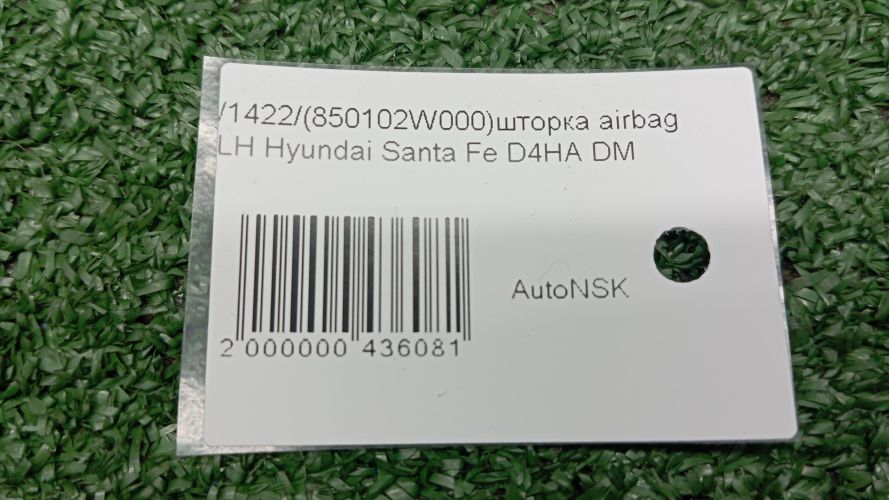 /1422/(850102W000)шторка airbag
LH Hyundai Santa Fe D4HA DM
AutoNSK
2 000000 436081